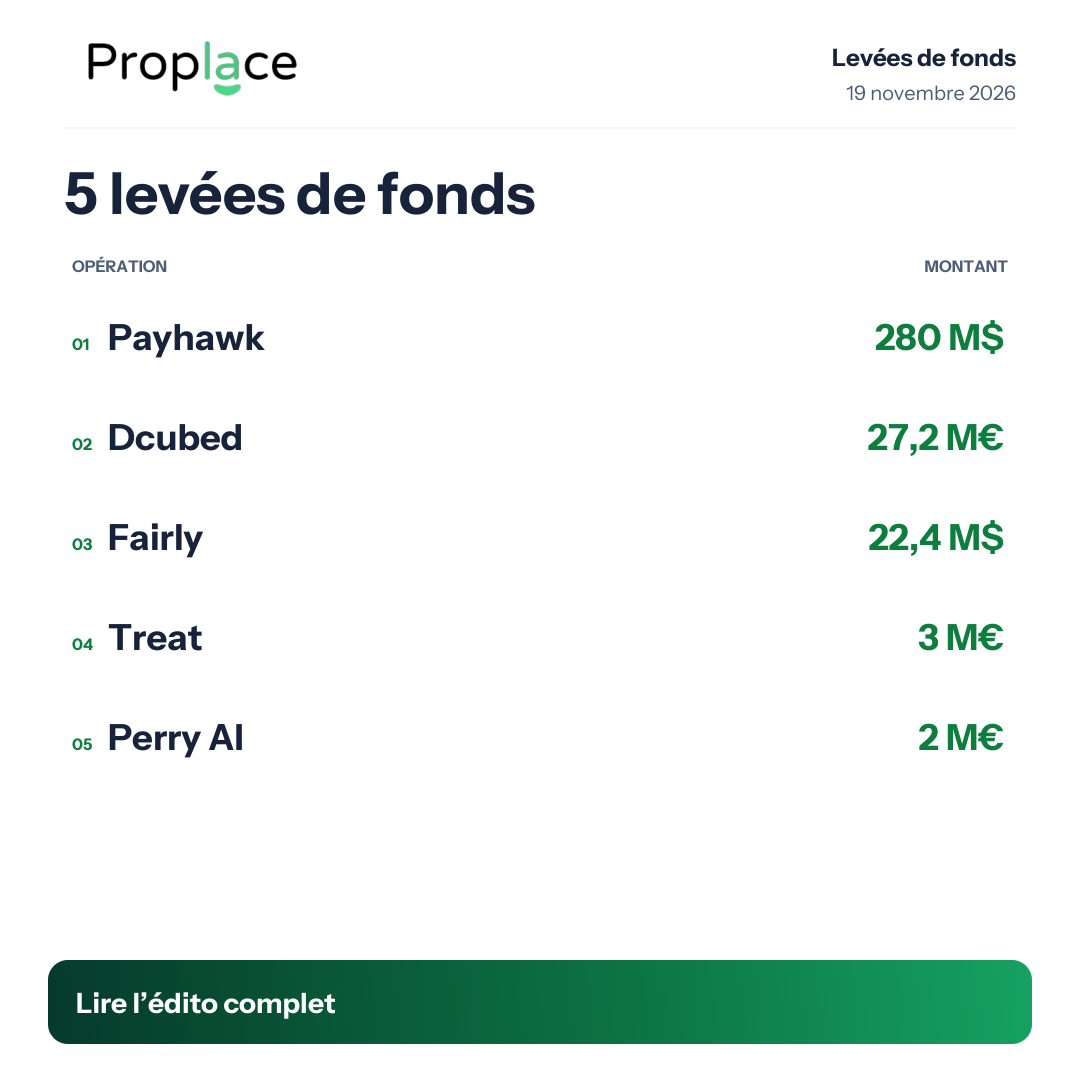 Proplace
Levées de fonds
19 novembre 2026
5 levées de fonds
OPÉRATION
MONTANT
01 Payhawk 280 M$
02 Dcubed 27,2 M€
03 Fairly 22,4 M$
04 Treat 3 M€
05 Perry AI 2 M€
Lire l’édito complet